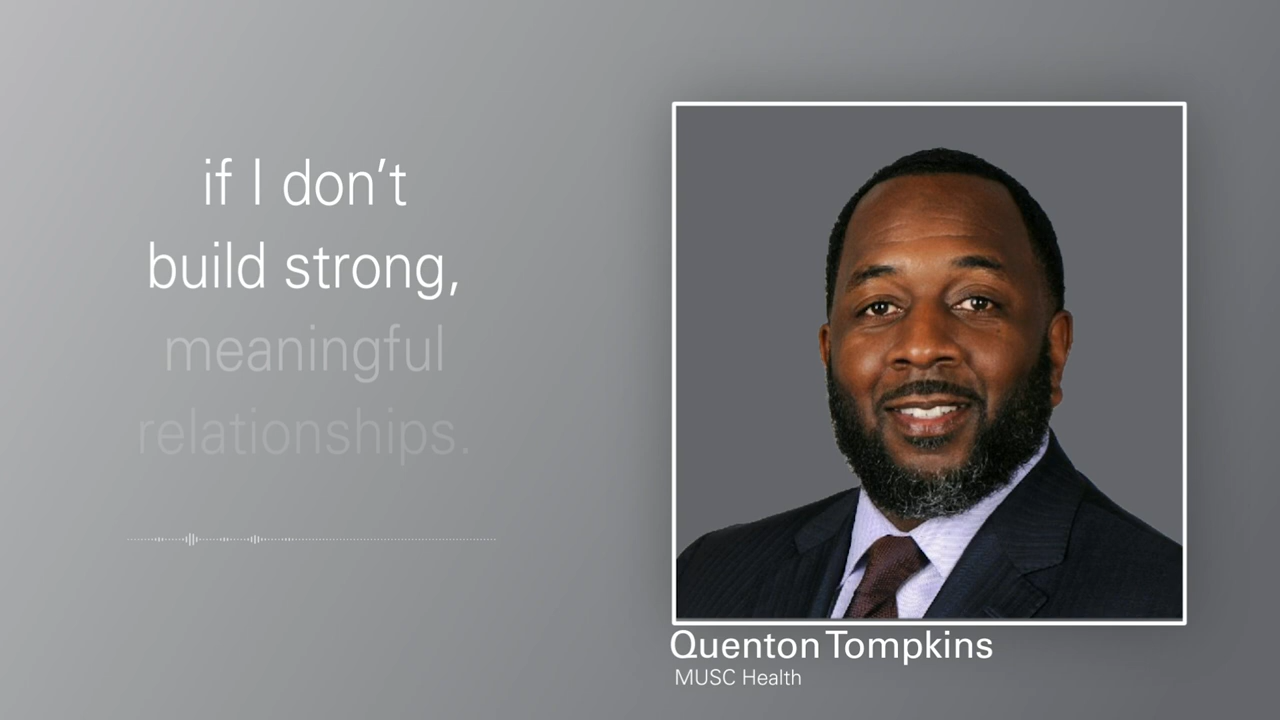 if I don’t
build strong,
meaningful
relationships.
Quenton Tompkins
MUSC Health